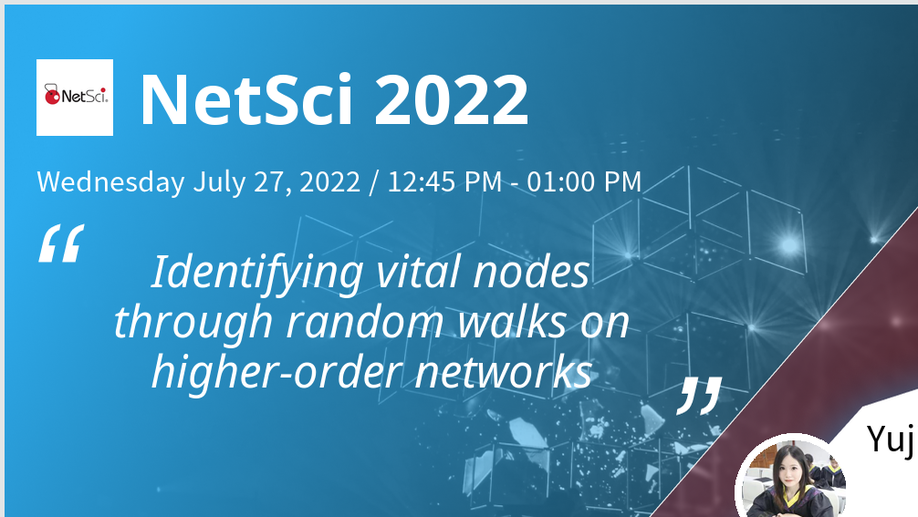 NetSci
NetSci 2022
Wednesday July 27, 2022 / 12:45 PM - 01:00 PM
“
Identifying vital nodes
through random walks on
higher-order networks
”
Yuj